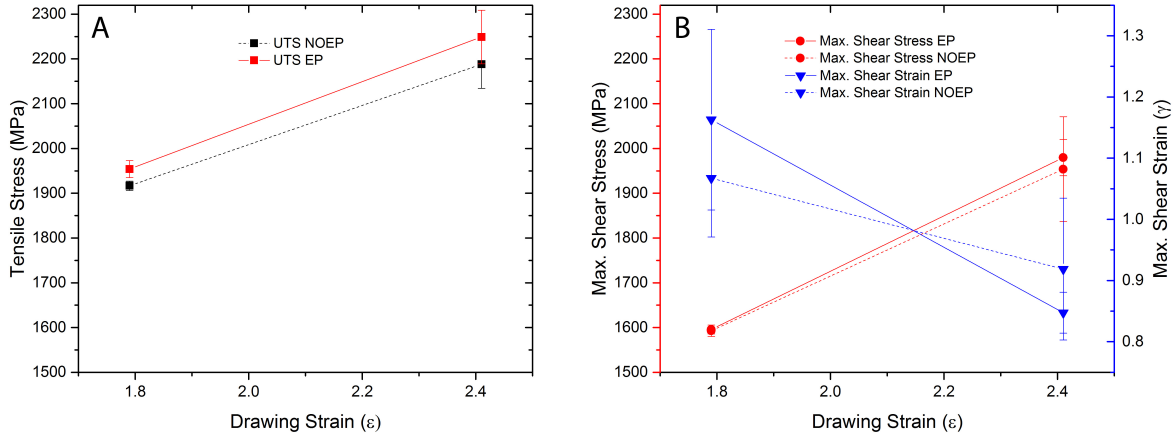 A
UTS NOEP
UTS EP
2300
2200
2100
2000
1900
1800
1700
1600
1500
Tensile Stress (MPa)
1.8
2.0
2.2
2.4
Drawing Strain (ε)
B
Max. Shear Stress EP
Max. Shear Stress NOEP
Max. Shear Strain EP
Max. Shear Strain NOEP
2300
2200
2100
2000
1900
1800
1700
1600
1500
Max. Shear Stress (MPa)
1.3
1.2
1.1
1.0
0.9
0.8
Max. Shear Strain (γ)
1.8
2.0
2.2
2.4
Drawing Strain (ε)